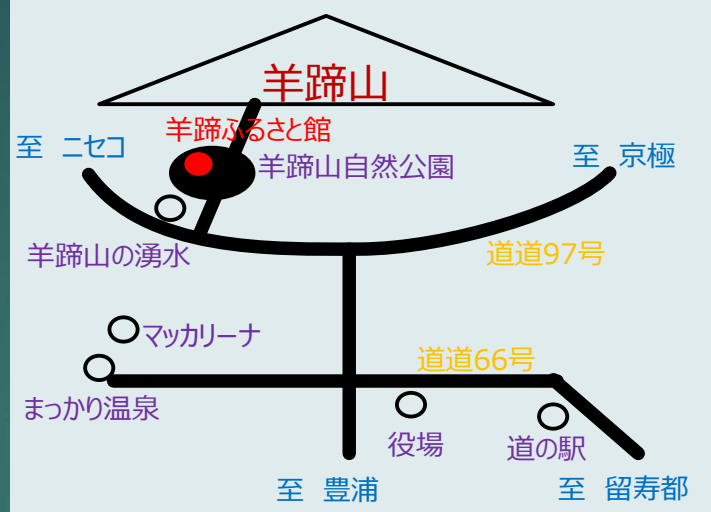 羊蹄山
羊蹄ふるさと館
至 ニセコ
羊蹄山自然公園
至 京極
羊蹄山の湧水
道道97号
マッカリーナ
道道66号
まっかり温泉
役場
道の駅
至 豊浦
至 留寿都